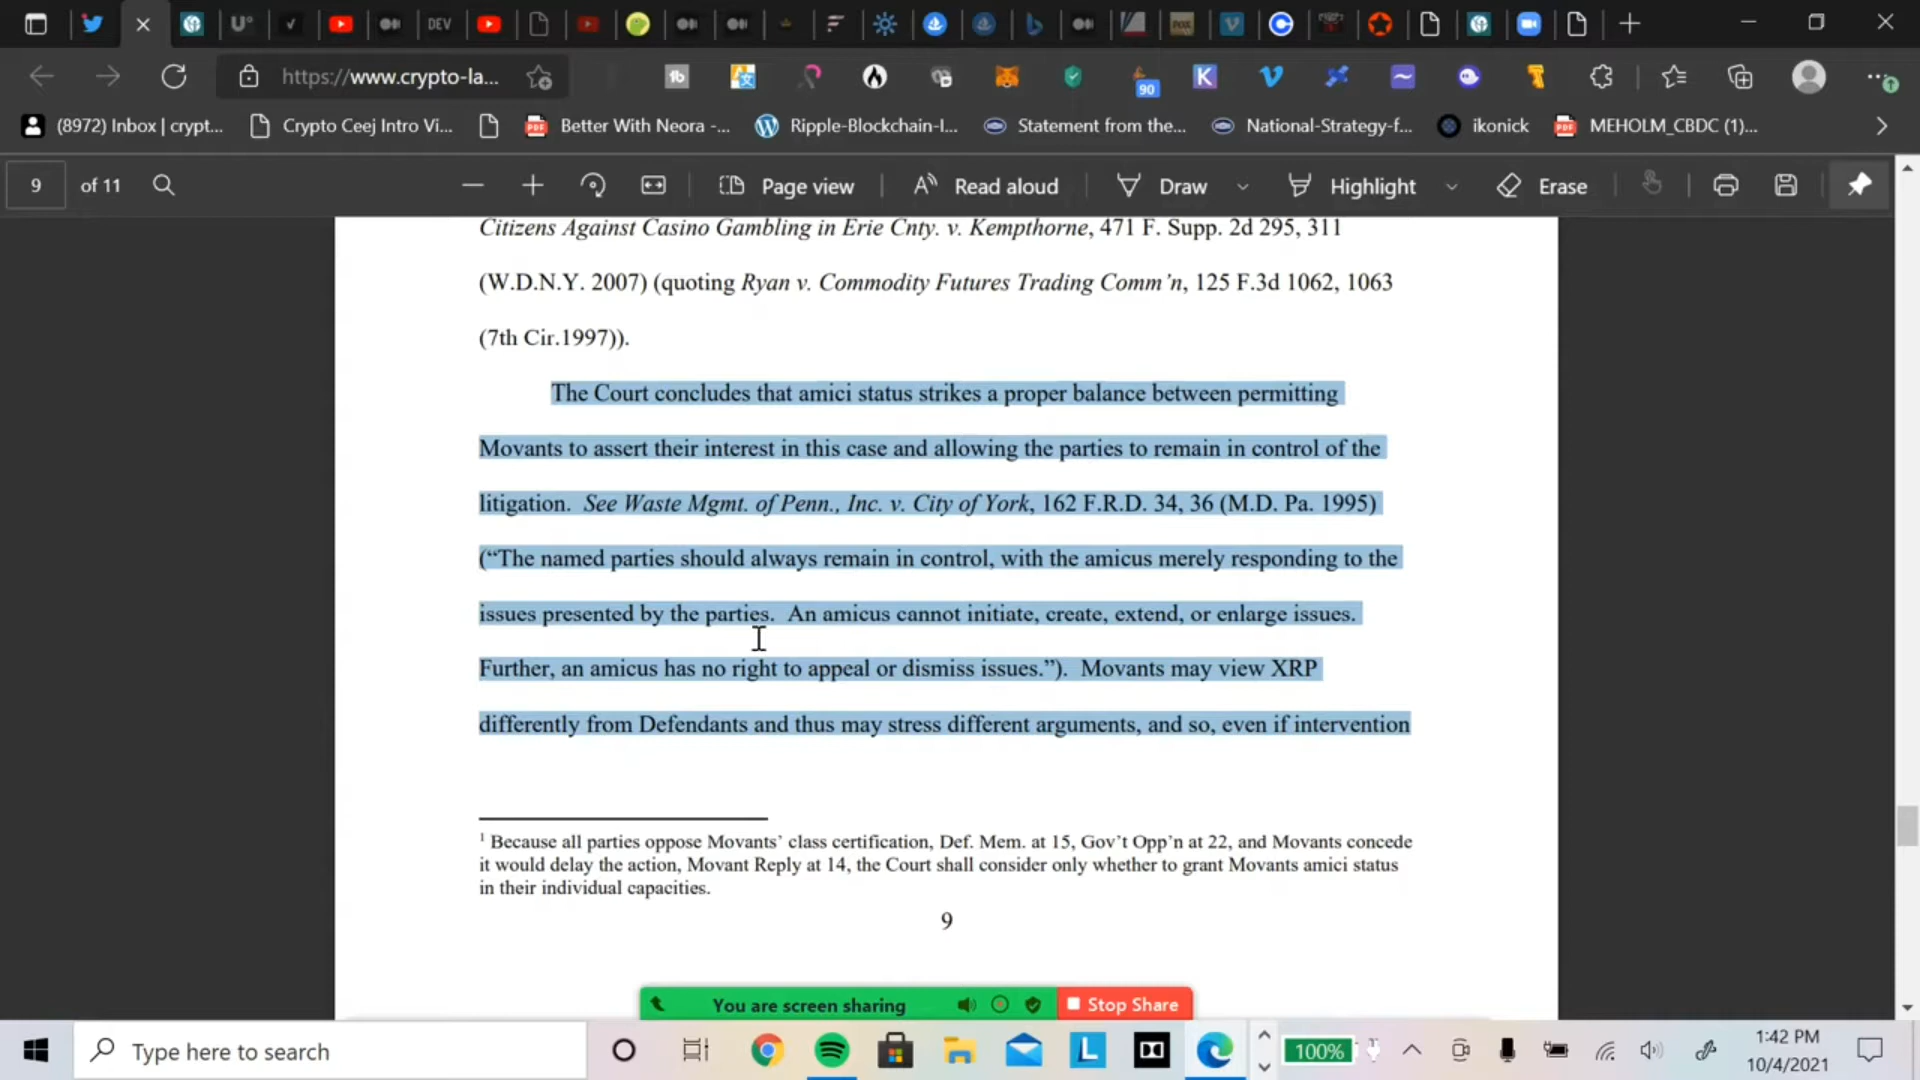 U°
DEV
https://www.crypto-la...
90
(8972) Inbox | crypt...
Crypto Ceej Intro Vi...
Better With Neora -...
Ripple-Blockchain-I...
Statement from the...
National-Strategy-f...
ikonick
MEHOLM_CBDC (1)...
9 of 11
Page view
Read aloud
Draw
Highlight
Erase
Citizens Against Casino Gambling in Erie Cnty. v. Kempthorne, 471 F. Supp. 2d 295, 311
(W.D.N.Y. 2007) (quoting Ryan v. Commodity Futures Trading Comm’n, 125 F.3d 1062, 1063
(7th Cir.1997)).
The Court concludes that amici status strikes a proper balance between permitting
Movants to assert their interest in this case and allowing the parties to remain in control of the
litigation. See Waste Mgmt. of Penn., Inc. v. City of York, 162 F.R.D. 34, 36 (M.D. Pa. 1995)
(“The named parties should always remain in control, with the amicus merely responding to the
issues presented by the parties. An amicus cannot initiate, create, extend, or enlarge issues.
Further, an amicus has no right to appeal or dismiss issues.”). Movants may view XRP
differently from Defendants and thus may stress different arguments, and so, even if intervention
1 Because all parties oppose Movants’ class certification, Def. Mem. at 15, Gov’t Opp’n at 22, and Movants concede
it would delay the action, Movant Reply at 14, the Court shall consider only whether to grant Movants amici status
in their individual capacities.
9
You are screen sharing
Stop Share
Type here to search
100%
1:42 PM
10/4/2021